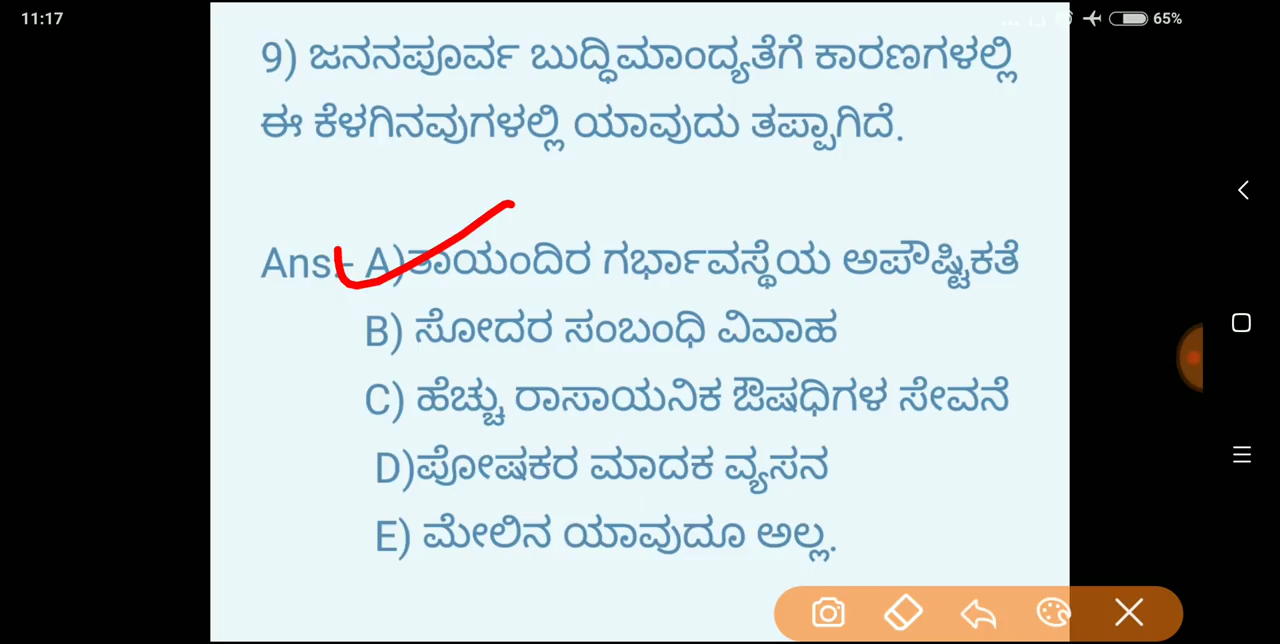 11:17
65%
9) ಜನನಪೂರ್ವ ಬುದ್ಧಿಮಾಂದ್ಯತೆಗೆ ಕಾರಣಗಳಲ್ಲಿ
ಈ ಕೆಳಗಿನವುಗಳಲ್ಲಿ ಯಾವುದು ತಪ್ಪಾಗಿದೆ.
Ans:- A)ತಾಯಂದಿರ ಗರ್ಭಾವಸ್ಥೆಯ ಅಪೌಷ್ಟಿಕತೆ
B) ಸೋದರ ಸಂಬಂಧಿ ವಿವಾಹ
C) ಹೆಚ್ಚು ರಾಸಾಯನಿಕ ಔಷಧಿಗಳ ಸೇವನೆ
D)ಪೋಷಕರ ಮಾದಕ ವ್ಯಸನ
E) ಮೇಲಿನ ಯಾವುದೂ ಅಲ್ಲ.